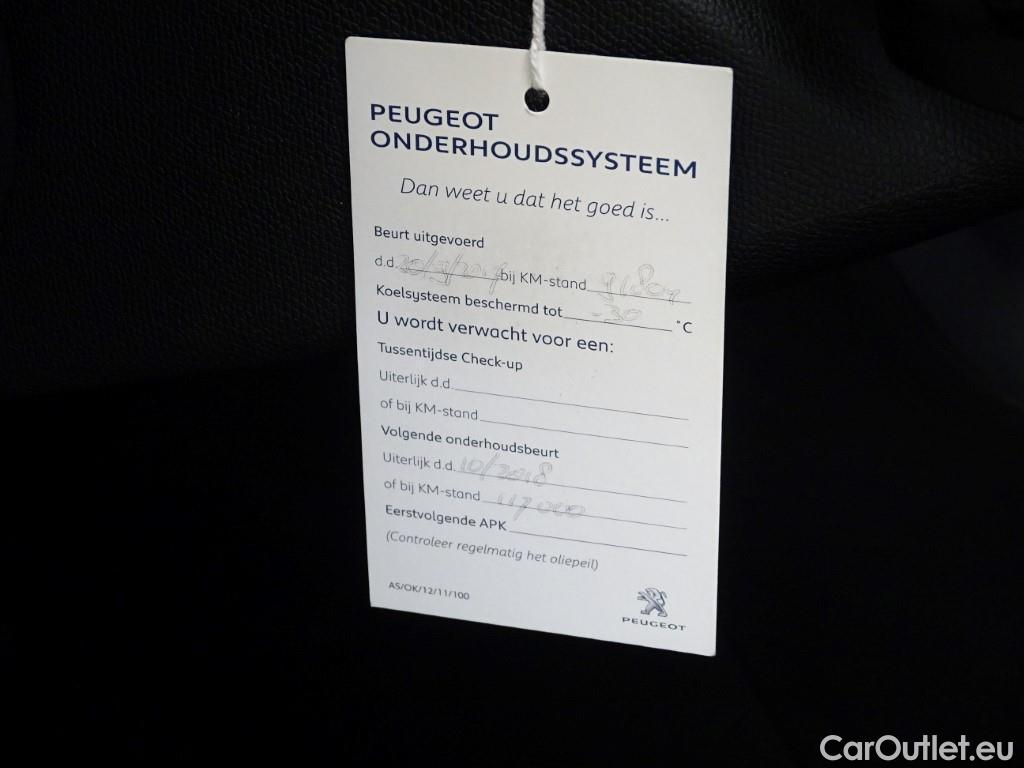 PEUGEOT
ONDERHOUDSSYSTEEM
Dan weet u dat het goed is...
Beurt uitgevoerd
d.d. bij KM-stand
Koelsysteem beschermd tot -30 °C
U wordt verwacht voor een:
Tussentijdse Check-up
Uiterlijk d.d.
of bij KM-stand
Volgende onderhoudsbeurt
Uiterlijk d.d. 10/2018
of bij KM-stand 117000
Eerstvolgende APK
(Controleer regelmatig het oliepeil)
AS/OK/12/11/100
PEUGEOT
CarOutlet.eu